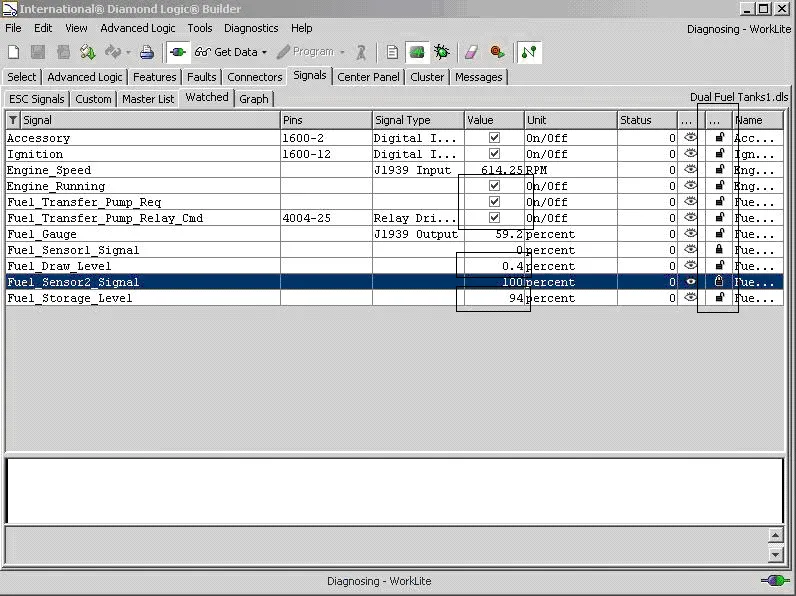 International® Diamond Logic® Builder
File Edit View Advanced Logic Tools Diagnostics Help Diagnosing - WorkLite
Get Data Program
Select Advanced Logic Features Faults Connectors Signals Center Panel Cluster Messages
ESC Signals Custom Master List Watched Graph Dual Fuel Tanks1.dls
Signal Pins Signal Type Value Unit Status ... ... Name
Accessory 1600-2 Digital I... On/Off 0 Acc...
Ignition 1600-12 Digital I... On/Off 0 Ign...
Engine_Speed J1939 Input 614.25 RPM 0 Eng...
Engine_Running On/Off 0 Eng...
Fuel_Transfer_Pump_Req On/Off 0 Fue...
Fuel_Transfer_Pump_Relay_Cmd 4004-25 Relay Dri... On/Off 0 Fue...
Fuel_Gauge J1939 Output 59.2 percent 0 Fue...
Fuel_Sensor1_Signal 0 percent 0 Fue...
Fuel_Draw_Level 0.4 percent 0 Fue...
Fuel_Sensor2_Signal 100 percent 0 Fue...
Fuel_Storage_Level 94 percent 0 Fue...
Diagnosing - WorkLite